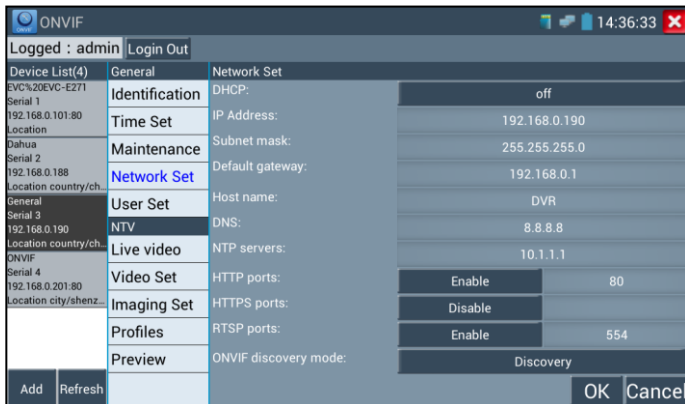 ONVIF
14:36:33
Logged : admin Login Out
Device List(4)
EVC%20EVC-E271
Serial 1
192.168.0.101:80
Location
Dahua
Serial 2
192.168.0.188
Location country/ch...
General
Serial 3
192.168.0.190
Location country/ch...
ONVIF
Serial 4
192.168.0.201:80
Location city/shenz...
Add Refresh
General
Identification
Time Set
Maintenance
Network Set
User Set
NTV
Live video
Video Set
Imaging Set
Profiles
Preview
Network Set
DHCP: off
IP Address: 192.168.0.190
Subnet mask: 255.255.255.0
Default gateway: 192.168.0.1
Host name: DVR
DNS: 8.8.8.8
NTP servers: 10.1.1.1
HTTP ports: Enable 80
HTTPS ports: Disable
RTSP ports: Enable 554
ONVIF discovery mode: Discovery
OK Cancel